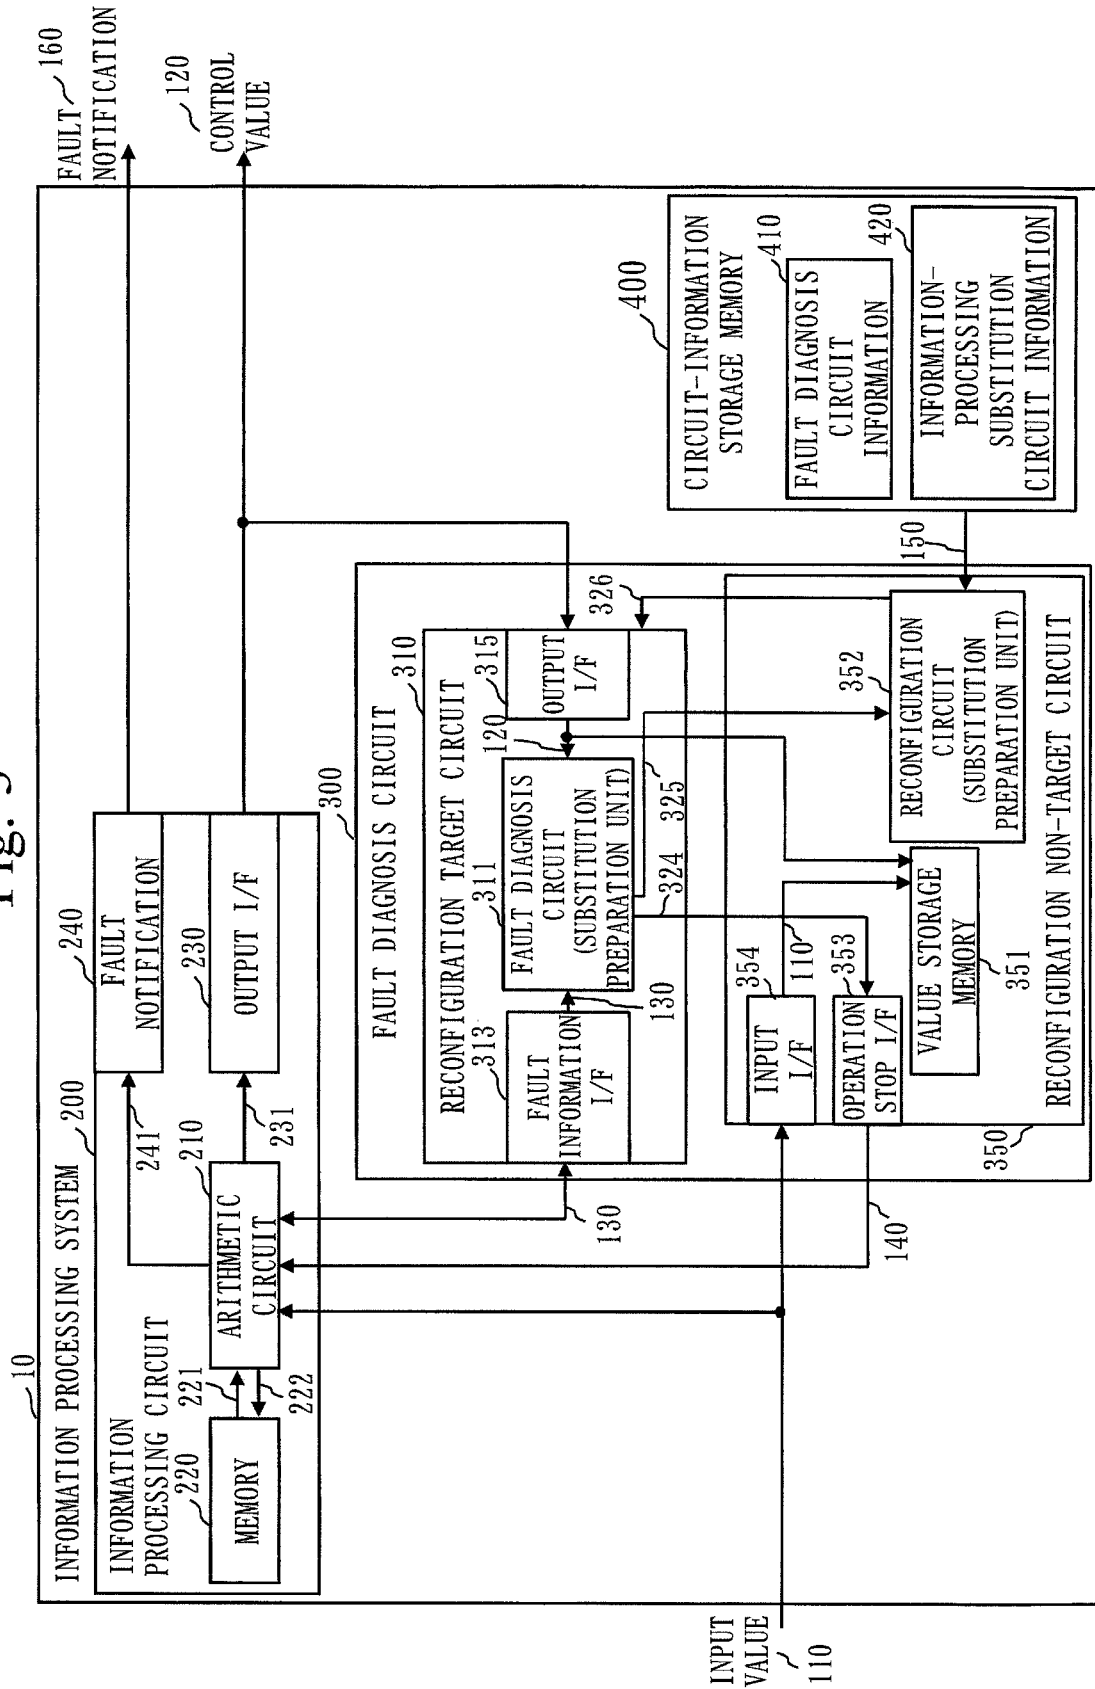 Fig. 3
10
INFORMATION PROCESSING SYSTEM
200
INFORMATION
PROCESSING CIRCUIT
220
MEMORY
221
222
210
ARITHMETIC
CIRCUIT
241
231
240
FAULT
NOTIFICATION
230
OUTPUT I/F
FAULT
NOTIFICATION
160
120
CONTROL
VALUE
300
FAULT DIAGNOSIS CIRCUIT
310
RECONFIGURATION TARGET CIRCUIT
313
FAULT
INFORMATION
I/F
130
130
311
FAULT DIAGNOSIS
CIRCUIT
(SUBSTITUTION
PREPARATION UNIT)
120
315
OUTPUT
I/F
326
324
325
354
INPUT
I/F
110
353
OPERATION
STOP I/F
VALUE STORAGE
MEMORY
351
352
RECONFIGURATION
CIRCUIT
(SUBSTITUTION
PREPARATION UNIT)
350
RECONFIGURATION NON-TARGET CIRCUIT
140
150
400
CIRCUIT-INFORMATION
STORAGE MEMORY
410
FAULT DIAGNOSIS
CIRCUIT
INFORMATION
420
INFORMATION-
PROCESSING
SUBSTITUTION
CIRCUIT INFORMATION
INPUT
VALUE
110